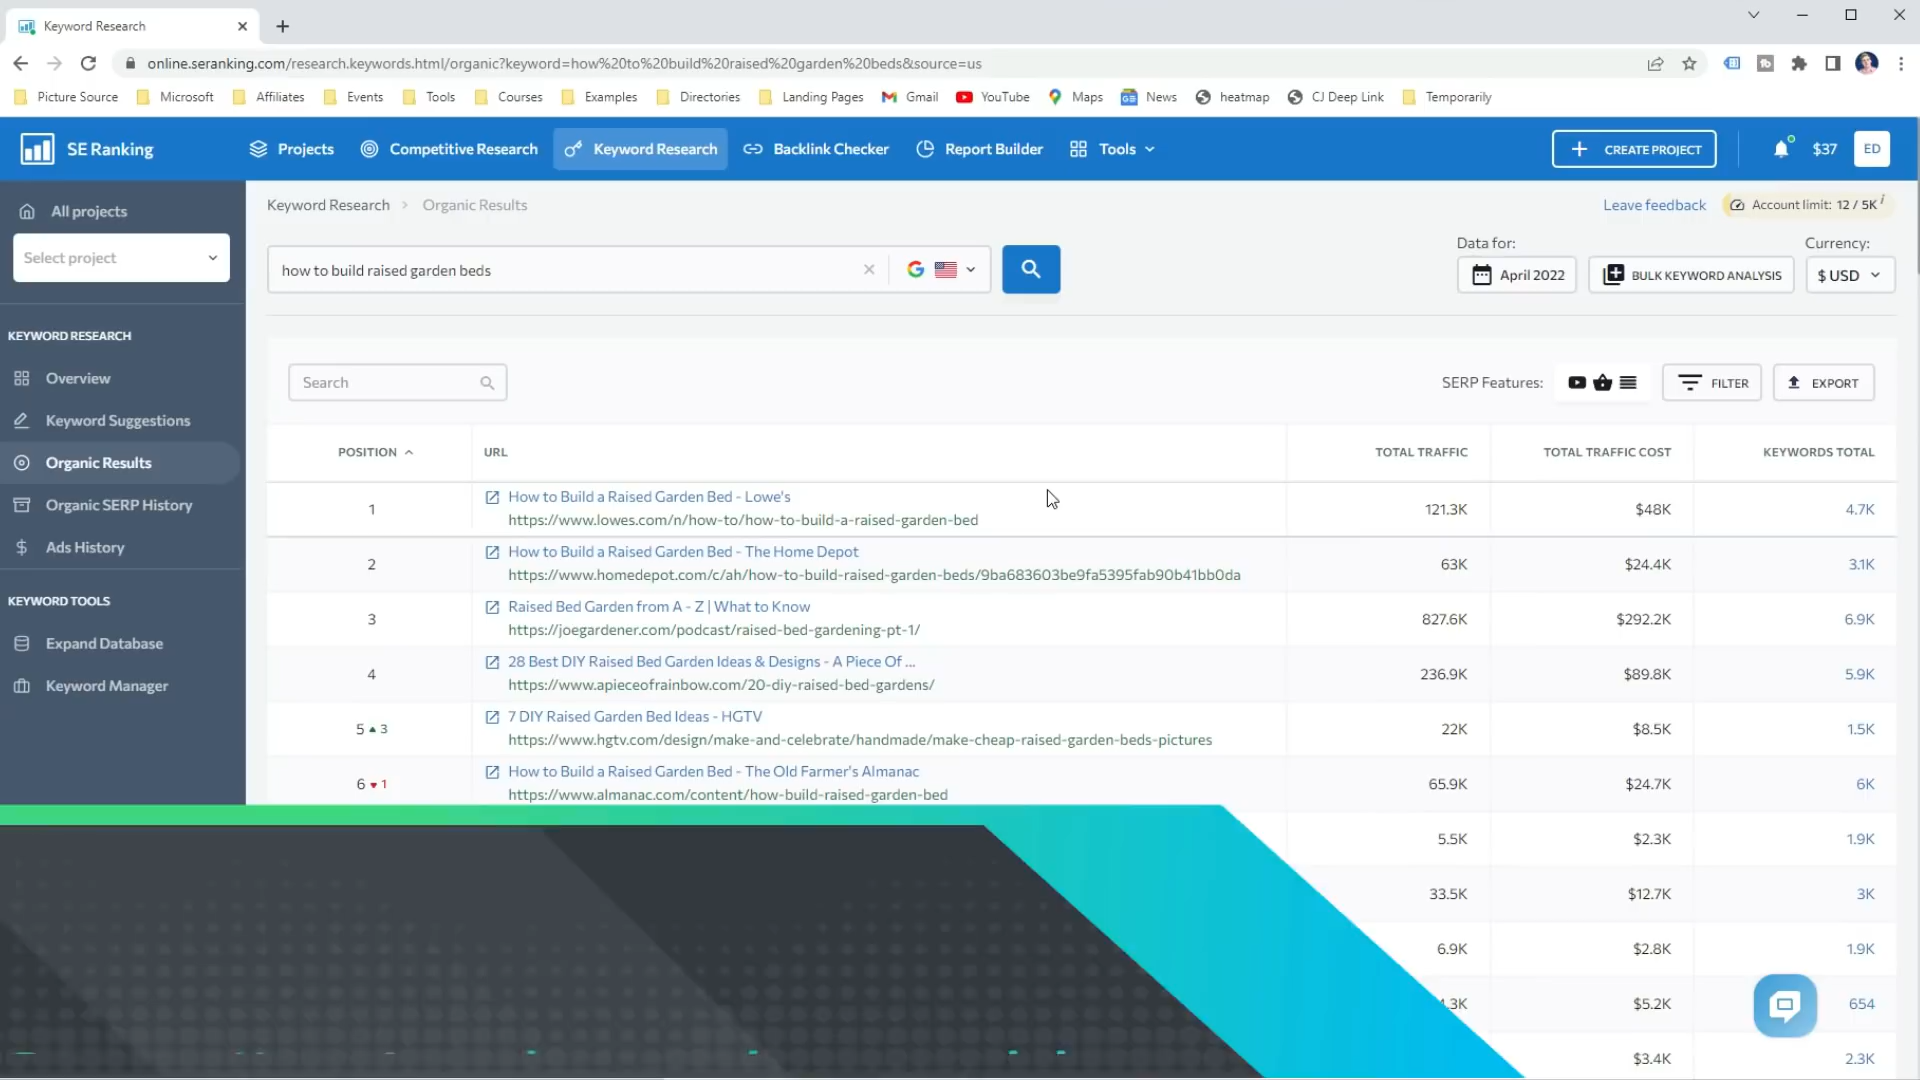 Keyword Research
online.seranking.com/research.keywords.html/organic?keyword=how%20to%20build%20raised%20garden%20beds&source=us
Picture Source Microsoft Affiliates Events Tools Courses Examples Directories Landing Pages Gmail YouTube Maps News heatmap CJ Deep Link Temporarily
SE Ranking Projects Competitive Research Keyword Research Backlink Checker Report Builder Tools CREATE PROJECT $37 ED
All projects
Select project
KEYWORD RESEARCH
Overview
Keyword Suggestions
Organic Results
Organic SERP History
Ads History
KEYWORD TOOLS
Expand Database
Keyword Manager
Keyword Research > Organic Results
Leave feedback Account limit: 12 / 5K i
how to build raised garden beds
Data for:
April 2022
BULK KEYWORD ANALYSIS
Currency:
$ USD
Search
SERP Features: FILTER EXPORT
POSITION URL TOTAL TRAFFIC TOTAL TRAFFIC COST KEYWORDS TOTAL
1 How to Build a Raised Garden Bed - Lowe's
https://www.lowes.com/n/how-to/how-to-build-a-raised-garden-bed
121.3K $48K 4.7K
2 How to Build a Raised Garden Bed - The Home Depot
https://www.homedepot.com/c/ah/how-to-build-raised-garden-beds/9ba683603be9fa5395fab90b41bb0da
63K $24.4K 3.1K
3 Raised Bed Garden from A - Z | What to Know
https://joegardener.com/podcast/raised-bed-gardening-pt-1/
827.6K $292.2K 6.9K
4 28 Best DIY Raised Bed Garden Ideas & Designs - A Piece Of ...
https://www.apieceofrainbow.com/20-diy-raised-bed-gardens/
236.9K $89.8K 5.9K
5 3 7 DIY Raised Garden Bed Ideas - HGTV
https://www.hgtv.com/design/make-and-celebrate/handmade/make-cheap-raised-garden-beds-pictures
22K $8.5K 1.5K
6 1 How to Build a Raised Garden Bed - The Old Farmer's Almanac
https://www.almanac.com/content/how-build-raised-garden-bed
65.9K $24.7K 6K
5.5K $2.3K 1.9K
33.5K $12.7K 3K
6.9K $2.8K 1.9K
.3K $5.2K 654
$3.4K 2.3K